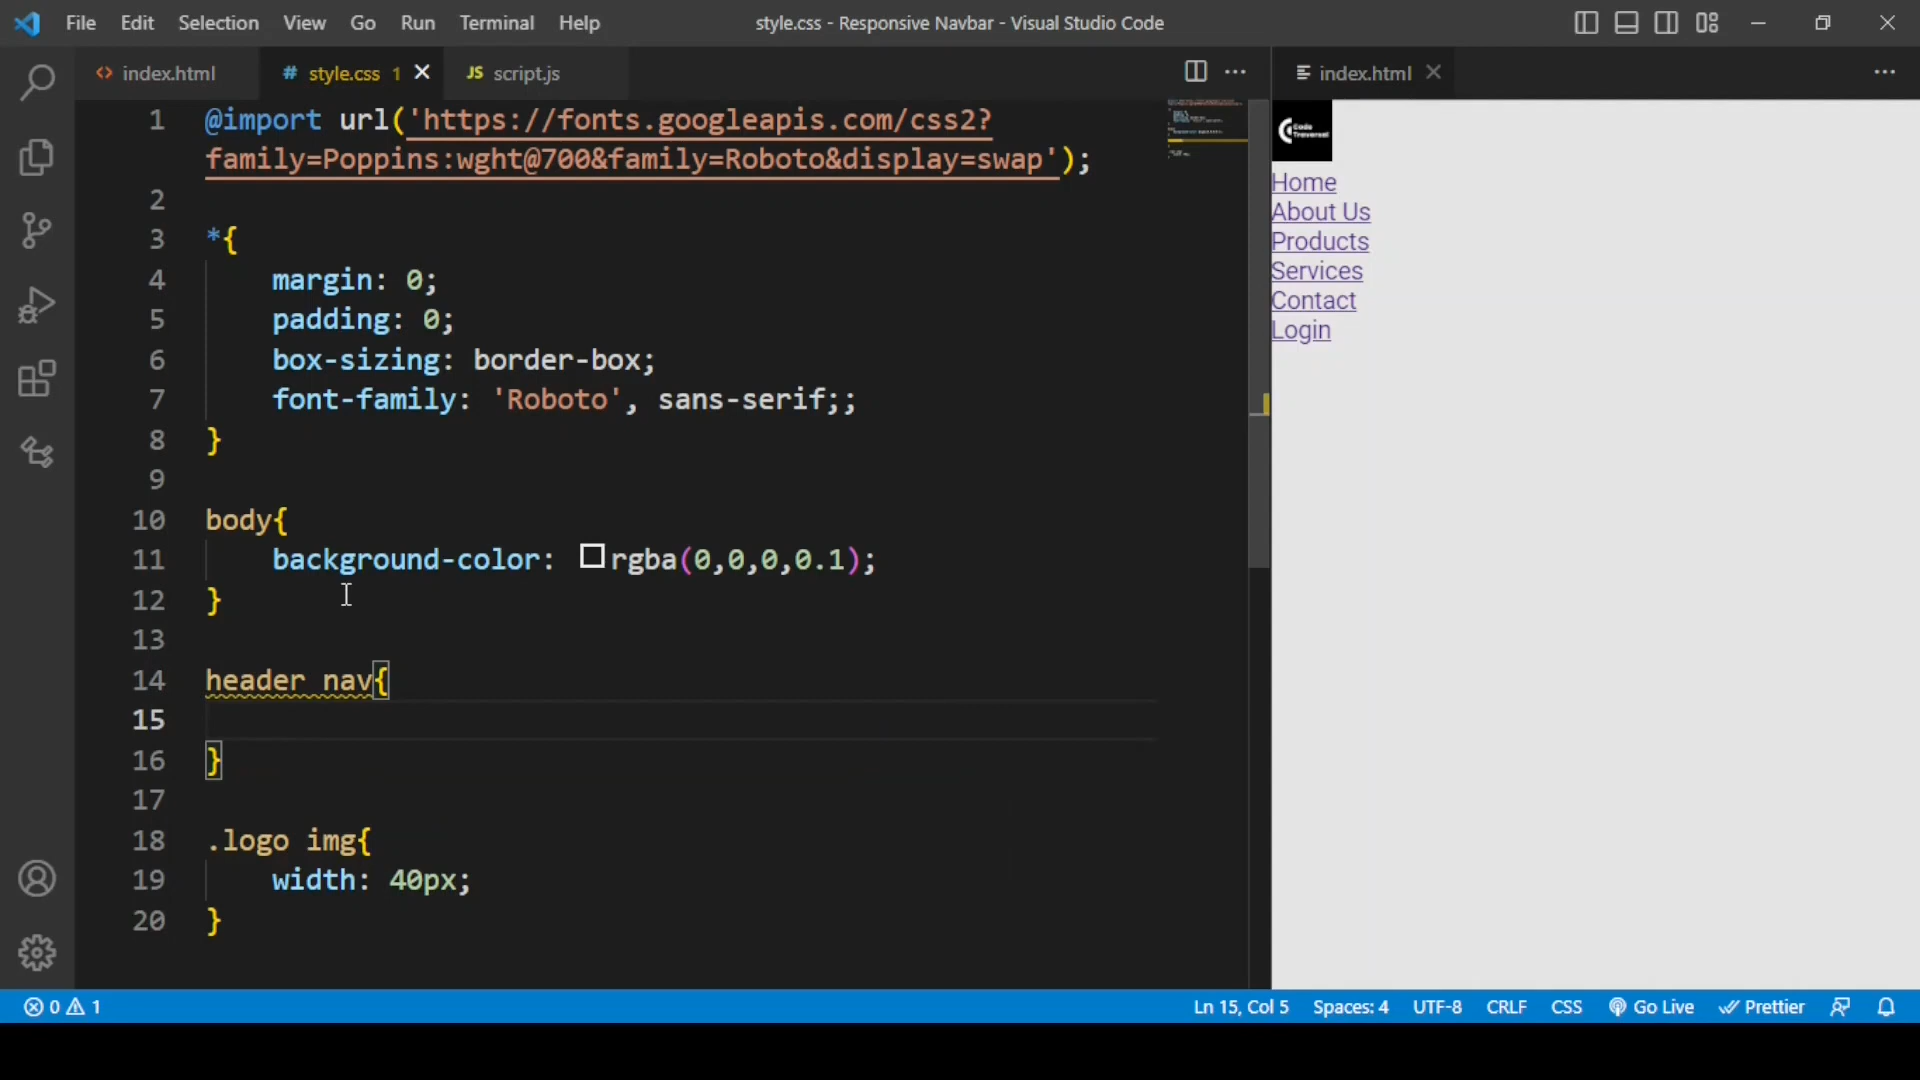 File Edit Selection View Go Run Terminal Help
style.css - Responsive Navbar - Visual Studio Code
index.html
# style.css 1
JS script.js
index.html
1 @import url('https://fonts.googleapis.com/css2?
family=Poppins:wght@700&family=Roboto&display=swap');
2
3 *{
4 margin: 0;
5 padding: 0;
6 box-sizing: border-box;
7 font-family: 'Roboto', sans-serif;;
8 }
9
10 body{
11 background-color: rgba(0,0,0,0.1);
12 }
13
14 header nav{
15
16 }
17
18 .logo img{
19 width: 40px;
20 }
Code
Traversal
Home
About Us
Products
Services
Contact
Login
0 1
Ln 15, Col 5 Spaces: 4 UTF-8 CRLF CSS Go Live Prettier